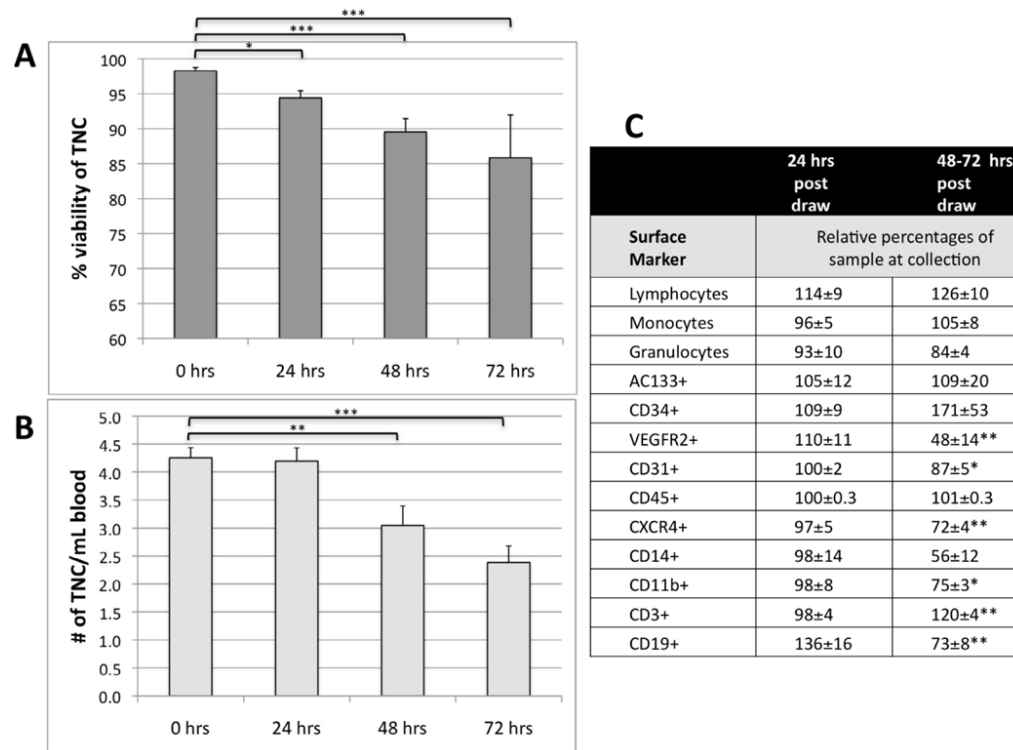 A
***
***
*
% viability of TNC
100
95
90
85
80
75
70
65
60
0 hrs
24 hrs
48 hrs
72 hrs
B
***
**
# of TNC/mL blood
5.0
4.5
4.0
3.5
3.0
2.5
2.0
1.5
1.0
0.5
0.0
0 hrs
24 hrs
48 hrs
72 hrs
C
24 hrs
post
draw
48-72 hrs
post
draw
Surface
Marker
Relative percentages of
sample at collection
Lymphocytes 114±9 126±10
Monocytes 96±5 105±8
Granulocytes 93±10 84±4
AC133+ 105±12 109±20
CD34+ 109±9 171±53
VEGFR2+ 110±11 48±14**
CD31+ 100±2 87±5*
CD45+ 100±0.3 101±0.3
CXCR4+ 97±5 72±4**
CD14+ 98±14 56±12
CD11b+ 98±8 75±3*
CD3+ 98±4 120±4**
CD19+ 136±16 73±8**